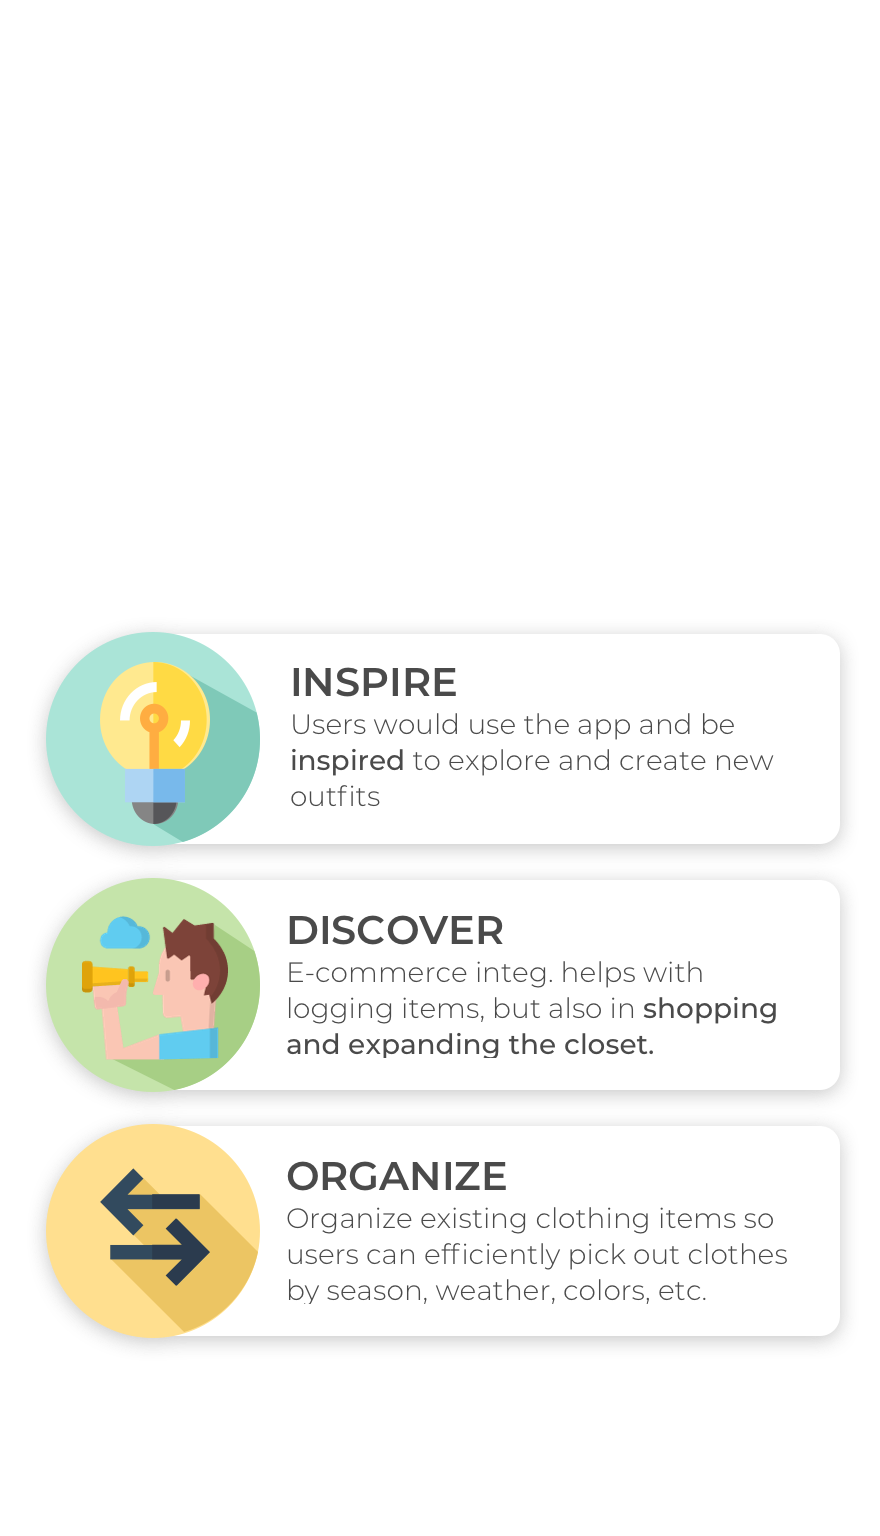 INSPIRE
Users would use the app and be
inspired to explore and create new
outfits
DISCOVER
E-commerce integ. helps with
logging items, but also in shopping
and expanding the closet.
ORGANIZE
Organize existing clothing items so
users can efficiently pick out clothes
by season, weather, colors, etc.